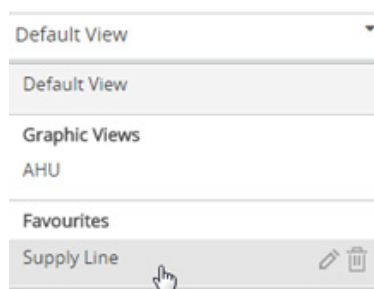 Default View
Default View
Graphic Views
AHU
Favourites
Supply Line